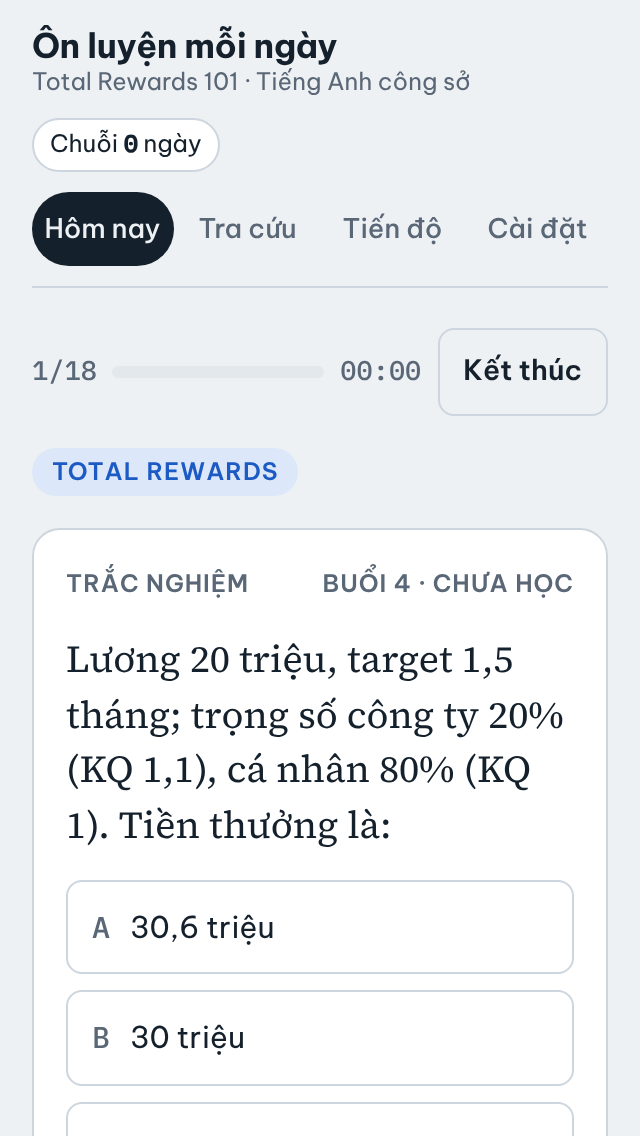 Ôn luyện mỗi ngày
Total Rewards 101 · Tiếng Anh công sở
Chuỗi 0 ngày
Hôm nay Tra cứu Tiến độ Cài đặt
1/18 00:00 Kết thúc
TOTAL REWARDS
TRẮC NGHIỆM BUỔI 4 · CHƯA HỌC
Lương 20 triệu, target 1,5
tháng; trọng số công ty 20%
(KQ 1,1), cá nhân 80% (KQ
1). Tiền thưởng là:
A 30,6 triệu
B 30 triệu